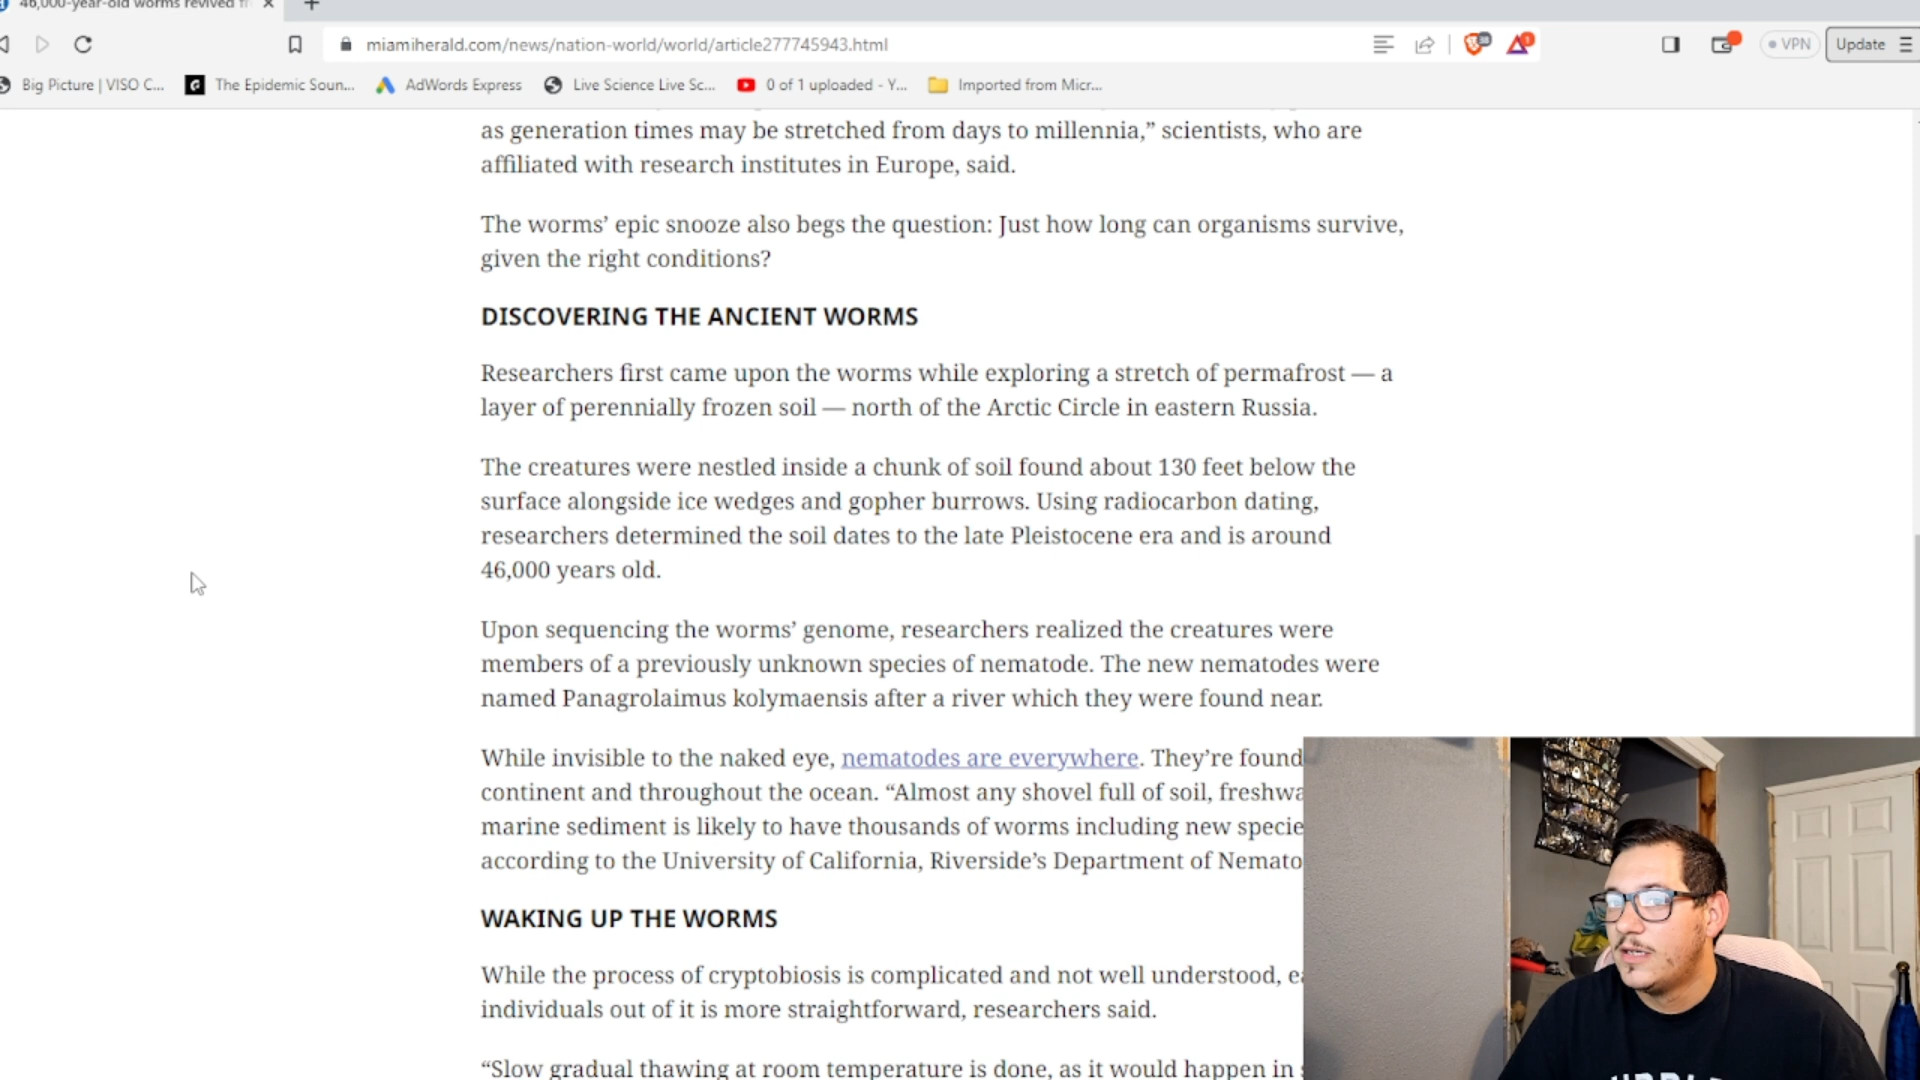 46,000-year-old worms revived fr
miamiherald.com/news/nation-world/world/article277745943.html
VPN
Update
Big Picture | VISO C...
The Epidemic Soun...
AdWords Express
Live Science Live Sc...
0 of 1 uploaded - Y...
Imported from Micr...
as generation times may be stretched from days to millennia,” scientists, who are
affiliated with research institutes in Europe, said.
The worms’ epic snooze also begs the question: Just how long can organisms survive,
given the right conditions?
DISCOVERING THE ANCIENT WORMS
Researchers first came upon the worms while exploring a stretch of permafrost — a
layer of perennially frozen soil — north of the Arctic Circle in eastern Russia.
The creatures were nestled inside a chunk of soil found about 130 feet below the
surface alongside ice wedges and gopher burrows. Using radiocarbon dating,
researchers determined the soil dates to the late Pleistocene era and is around
46,000 years old.
Upon sequencing the worms’ genome, researchers realized the creatures were
members of a previously unknown species of nematode. The new nematodes were
named Panagrolaimus kolymaensis after a river which they were found near.
While invisible to the naked eye, nematodes are everywhere. They’re found
continent and throughout the ocean. “Almost any shovel full of soil, freshwa
marine sediment is likely to have thousands of worms including new specie
according to the University of California, Riverside’s Department of Nemato
WAKING UP THE WORMS
While the process of cryptobiosis is complicated and not well understood, ea
individuals out of it is more straightforward, researchers said.
“Slow gradual thawing at room temperature is done, as it would happen in